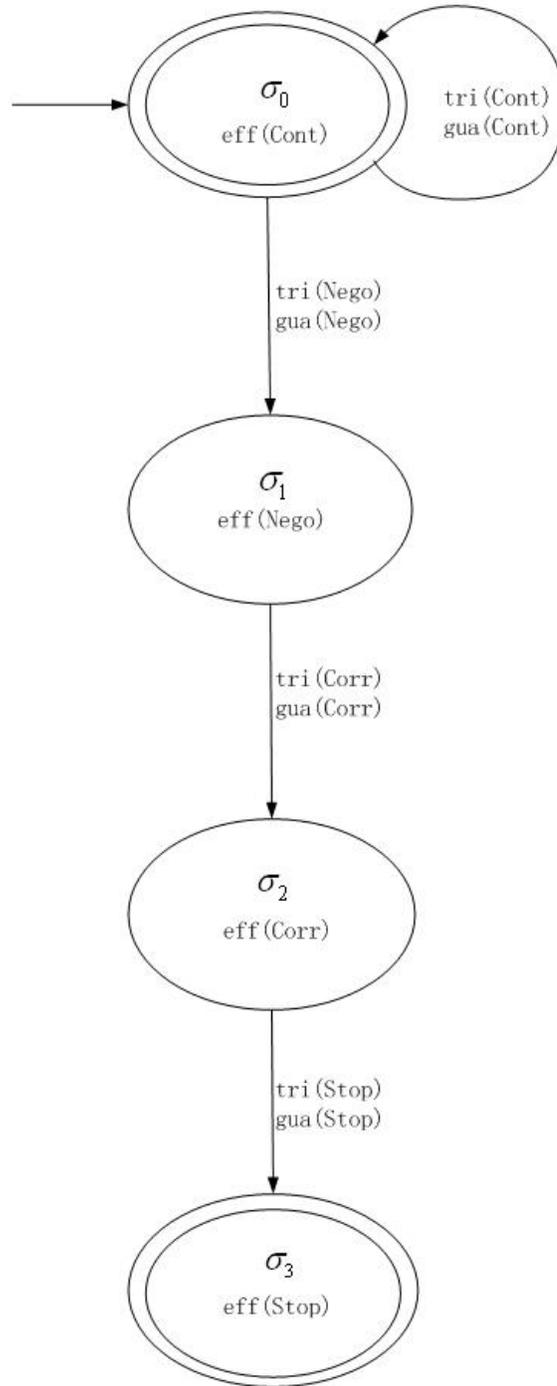 σ₀
eff(Cont)
tri(Cont)
gua(Cont)
tri(Nego)
gua(Nego)
σ₁
eff(Nego)
tri(Corr)
gua(Corr)
σ₂
eff(Corr)
tri(Stop)
gua(Stop)
σ₃
eff(Stop)